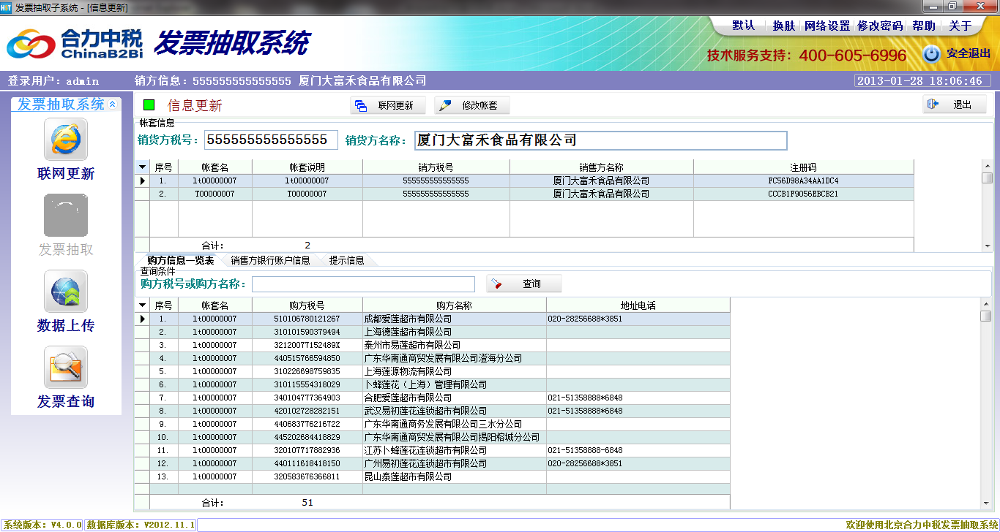 发票抽取子系统 - [信息更新]
合力中税 ChinaB2Bi 发票抽取系统
默认 换肤 网络设置 修改密码 帮助 关于
技术服务支持：400-605-6996 安全退出
登录用户：admin 销方信息：555555555555555 厦门大富禾食品有限公司 2013-01-28 18:06:46
发票抽取系统
联网更新
发票抽取
数据上传
发票查询
信息更新 联网更新 修改帐套 退出
帐套信息
销货方税号：555555555555555 销货方名称：厦门大富禾食品有限公司
序号 帐套名 帐套说明 销方税号 销售方名称 注册码
1. lt00000007 lt00000007 555555555555555 厦门大富禾食品有限公司 FC56D98A34AA1DC4
2. T00000007 T00000007 555555555555555 厦门大富禾食品有限公司 CCCB1F9056EBCB21
合计： 2
购方信息一览表 销售方银行账户信息 提示信息
查询条件
购方税号或购方名称： 查询
序号 帐套名 购方税号 购方名称 地址电话
1. lt00000007 510106780121267 成都爱莲超市有限公司 020-28256688*3851
2. lt00000007 310101590379494 上海德莲超市有限公司
3. lt00000007 32120077152489X 泰州市易莲超市有限公司
4. lt00000007 440515766594850 广东华南通商贸发展有限公司澄海分公司
5. lt00000007 310226698759835 上海莲源物流有限公司
6. lt00000007 310115554318029 卜蜂莲花（上海）管理有限公司
7. lt00000007 340104777364903 合肥爱莲超市有限公司 021-51358888*6848
8. lt00000007 420102728282151 武汉易初莲花连锁超市有限公司 021-51358888*6848
9. lt00000007 440683776216722 广东华南通商务发展有限公司三水分公司
10. lt00000007 445202684418829 广东华南通商贸发展有限公司揭阳榕城分公司
11. lt00000007 320107717882936 江苏卜蜂莲花连锁超市有限公司 021-51358888-6848
12. lt00000007 440111618418150 广州易初莲花连锁超市有限公司 020-28256688*3851
13. lt00000007 320583676366811 昆山泰莲超市有限公司
合计： 51
系统版本：V4.0.0 数据库版本：V2012.11.1 欢迎使用北京合力中税发票抽取系统